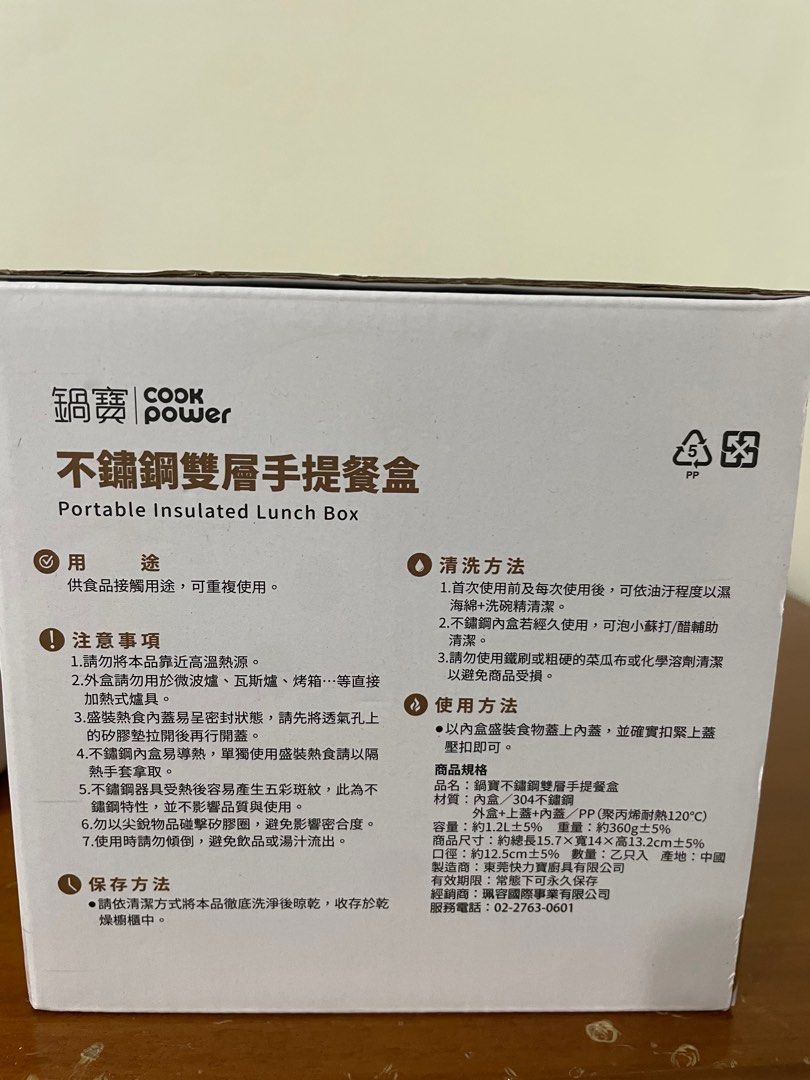 鍋寶 COOK power
不鏽鋼雙層手提餐盒
Portable Insulated Lunch Box
5
PP
用 途
供食品接觸用途，可重複使用。
注意事項
1.請勿將本品靠近高溫熱源。
2.外盒請勿用於微波爐、瓦斯爐、烤箱…等直接
加熱式爐具。
3.盛裝熱食內蓋易呈密封狀態，請先將透氣孔上
的矽膠墊拉開後再行開蓋。
4.不鏽鋼內盒易導熱，單獨使用盛裝熱食請以隔
熱手套拿取。
5.不鏽鋼器具受熱後容易產生五彩斑紋，此為不
鏽鋼特性，並不影響品質與使用。
6.勿以尖銳物品碰擊矽膠圈，避免影響密合度。
7.使用時請勿傾倒，避免飲品或湯汁流出。
保存方法
●請依清潔方式將本品徹底洗淨後晾乾，收存於乾
燥櫥櫃中。
清洗方法
1.首次使用前及每次使用後，可依油汙程度以濕
海綿+洗碗精清潔。
2.不鏽鋼內盒若經久使用，可泡小蘇打/醋輔助
清潔。
3.請勿使用鐵刷或粗硬的菜瓜布或化學溶劑清潔
以避免商品受損。
使用方法
●以內盒盛裝食物蓋上內蓋，並確實扣緊上蓋
壓扣即可。
商品規格
品名：鍋寶不鏽鋼雙層手提餐盒
材質：內盒／304不鏽鋼
外盒+上蓋+內蓋／PP(聚丙烯耐熱120℃)
容量：約1.2L±5% 重量：約360g±5%
商品尺寸：約總長15.7×寬14×高13.2cm±5%
口徑：約12.5cm±5% 數量：乙只入 產地：中國
製造商：東莞快力寶廚具有限公司
有效期限：常態下可永久保存
經銷商：珮容國際事業有限公司
服務電話：02-2763-0601